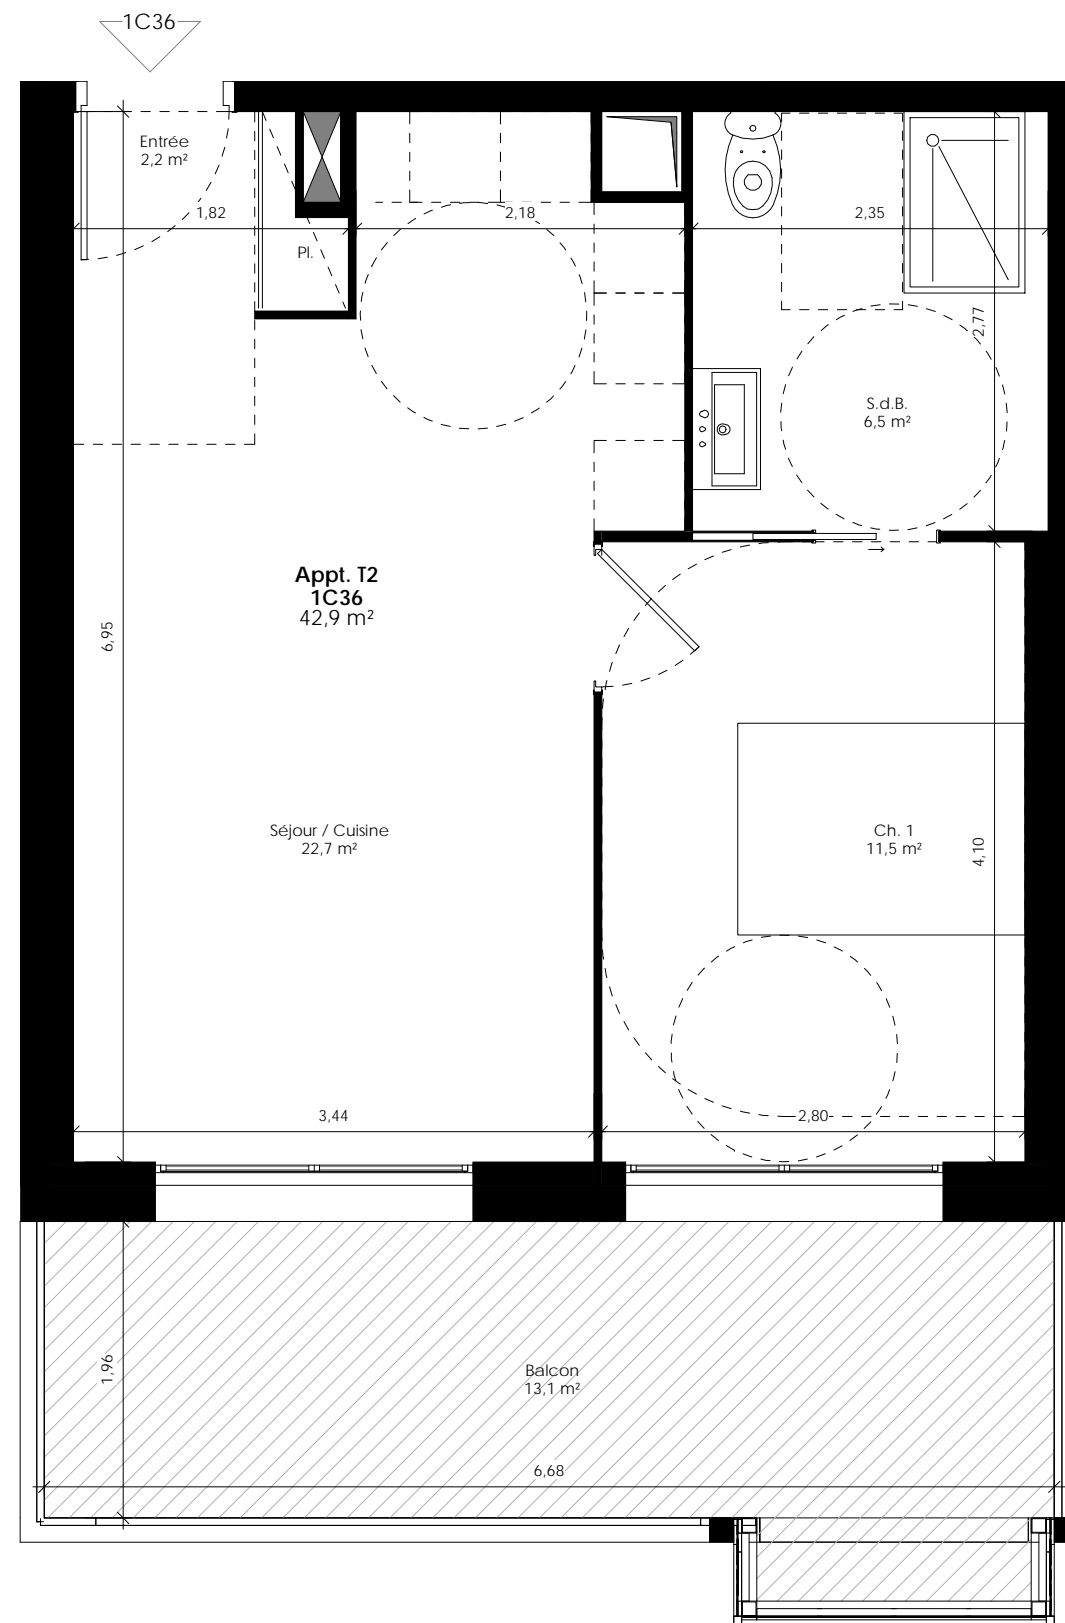 1C36
Entrée
2,2 m²
1,82
2,18
2,35
Pl.
2,77
S.d.B.
6,5 m²
Appt. T2
1C36
42,9 m²
6,95
Séjour / Cuisine
22,7 m²
Ch. 1
11,5 m²
4,10
3,44
2,80
1,96
Balcon
13,1 m²
6,68